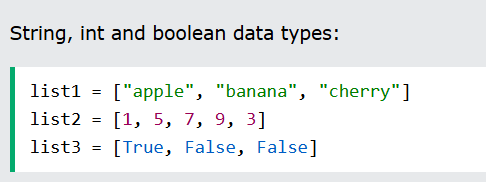 String, int and boolean data types:
list1 = ["apple", "banana", "cherry"]
list2 = [1, 5, 7, 9, 3]
list3 = [True, False, False]